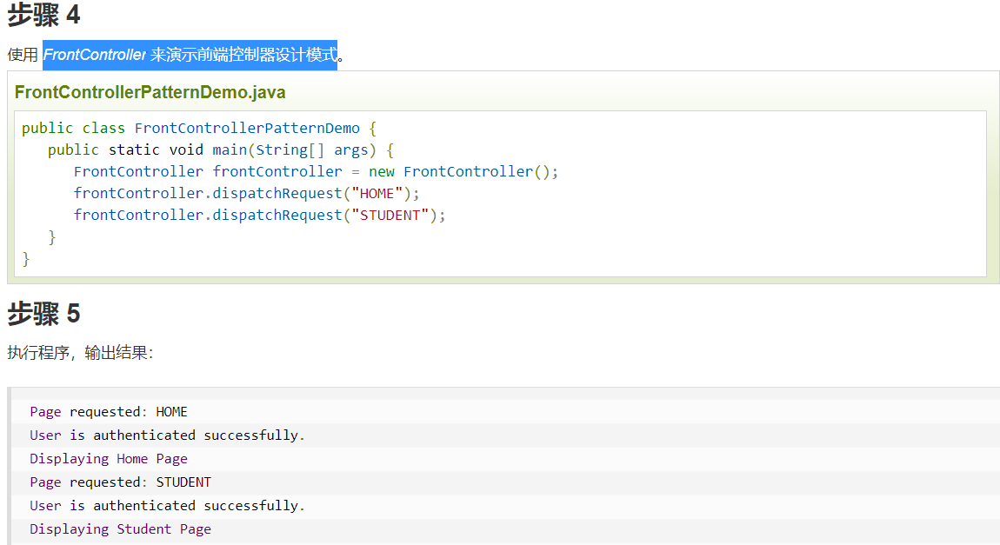 步骤 4
使用 FrontController 来演示前端控制器设计模式。
FrontControllerPatternDemo.java
public class FrontControllerPatternDemo {
   public static void main(String[] args) {
      FrontController frontController = new FrontController();
      frontController.dispatchRequest("HOME");
      frontController.dispatchRequest("STUDENT");
   }
}
步骤 5
执行程序，输出结果：
Page requested: HOME
User is authenticated successfully.
Displaying Home Page
Page requested: STUDENT
User is authenticated successfully.
Displaying Student Page